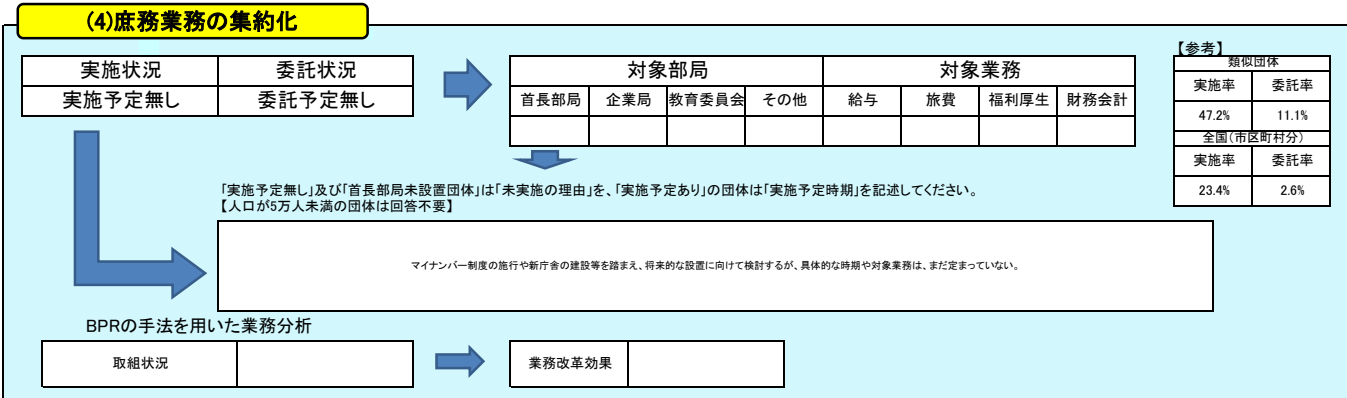 (4)庶務業務の集約化
【参考】
実施状況 委託状況
実施予定無し 委託予定無し
対象部局 対象業務
首長部局 企業局 教育委員会 その他 給与 旅費 福利厚生 財務会計
類似団体
実施率 委託率
47.2% 11.1%
全国(市区町村分)
実施率 委託率
23.4% 2.6%
「実施予定無し」及び「首長部局未設置団体」は「未実施の理由」を、「実施予定あり」の団体は「実施予定時期」を記述してください。
【人口が5万人未満の団体は回答不要】
マイナンバー制度の施行や新庁舎の建設等を踏まえ、将来的な設置に向けて検討するが、具体的な時期や対象業務は、まだ定まっていない。
BPRの手法を用いた業務分析
取組状況
業務改革効果